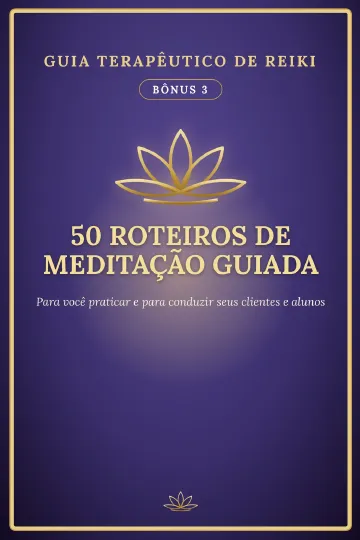 GUIA TERAPÊUTICO DE REIKI
BÔNUS 3
50 ROTEIROS DE
MEDITAÇÃO GUIADA
Para você praticar e para conduzir seus clientes e alunos